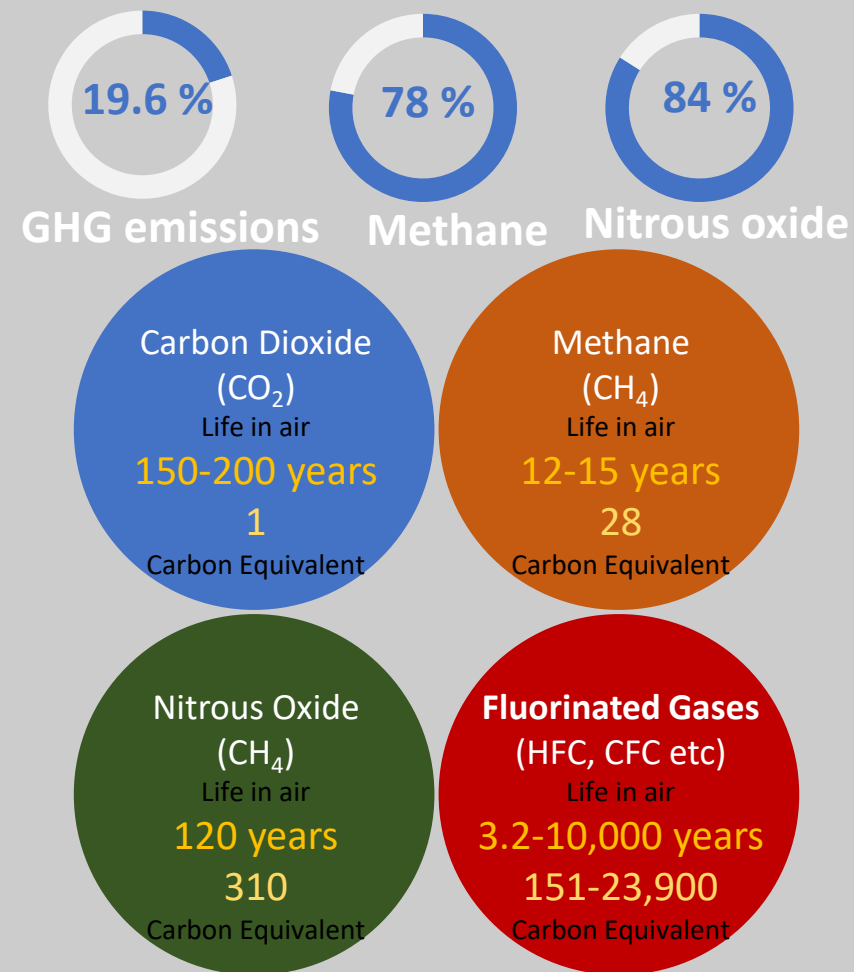 19.6 %
78 %
84 %
GHG emissions
Methane
Nitrous oxide
Carbon Dioxide
(CO₂)
Life in air
150-200 years
1
Carbon Equivalent
Methane
(CH₄)
Life in air
12-15 years
28
Carbon Equivalent
Nitrous Oxide
(CH₄)
Life in air
120 years
310
Carbon Equivalent
Fluorinated Gases
(HFC, CFC etc)
Life in air
3.2-10,000 years
151-23,900
Carbon Equivalent